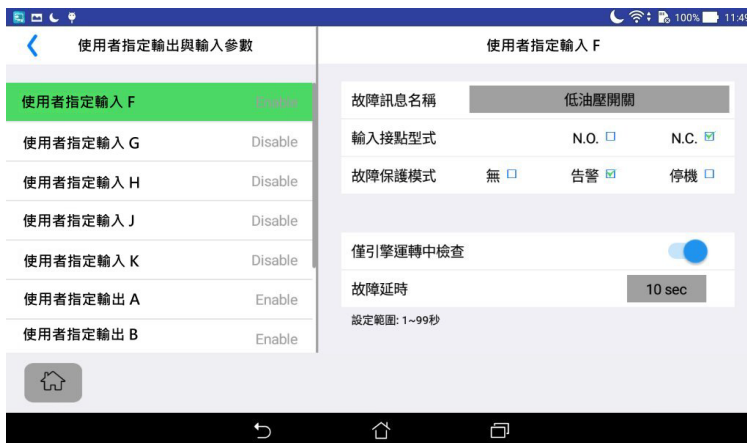 100% 11:49
使用者指定輸出與輸入參數
使用者指定輸入 F
使用者指定輸入 F Enable
故障訊息名稱 低油壓開關
使用者指定輸入 G Disable
輸入接點型式 N.O. N.C.
使用者指定輸入 H Disable
故障保護模式 無 告警 停機
使用者指定輸入 J Disable
使用者指定輸入 K Disable
僅引擎運轉中檢查
使用者指定輸出 A Enable
故障延時 10 sec
設定範圍: 1~99秒
使用者指定輸出 B Enable